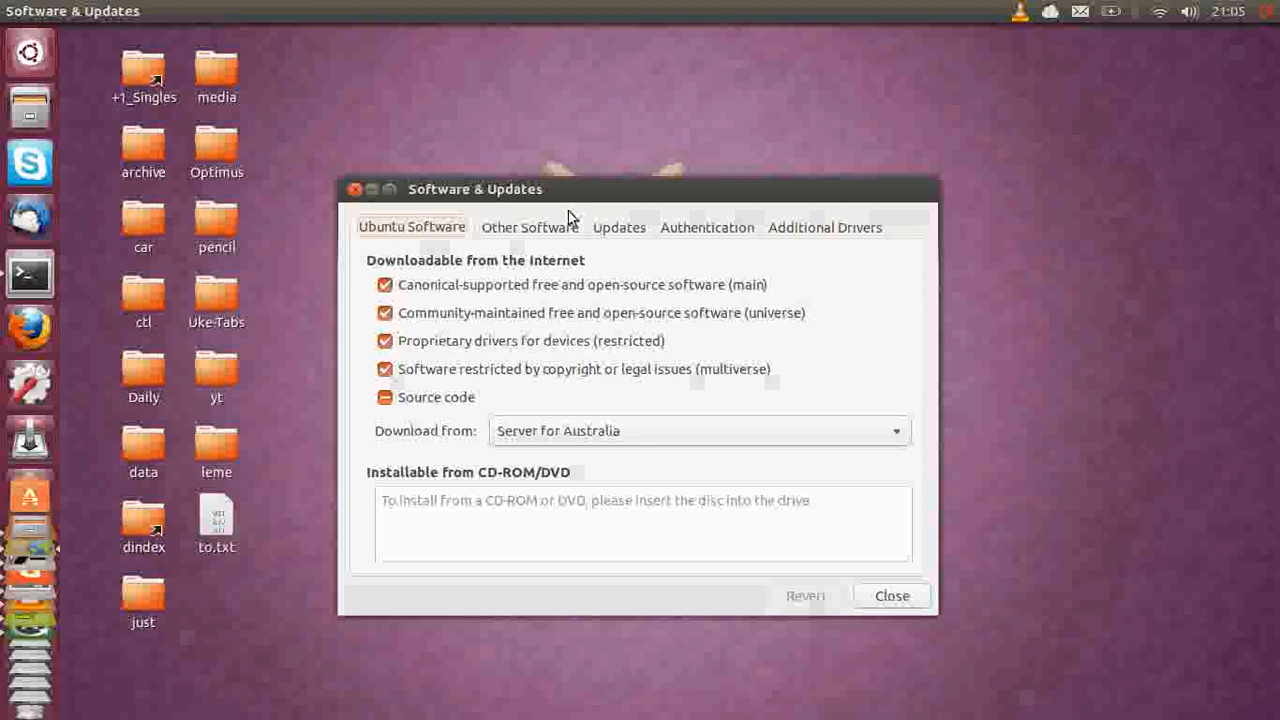 Software & Updates
21:05
+1_Singles
media
archive
Optimus
car
pencil
ctl
Uke-Tabs
Daily
yt
data
leme
dindex
to.txt
just
Software & Updates
Ubuntu Software
Other Software
Updates
Authentication
Additional Drivers
Downloadable from the Internet
Canonical-supported free and open-source software (main)
Community-maintained free and open-source software (universe)
Proprietary drivers for devices (restricted)
Software restricted by copyright or legal issues (multiverse)
Source code
Download from:
Server for Australia
Installable from CD-ROM/DVD
To install from a CD-ROM or DVD, please insert the disc into the drive
Revert
Close